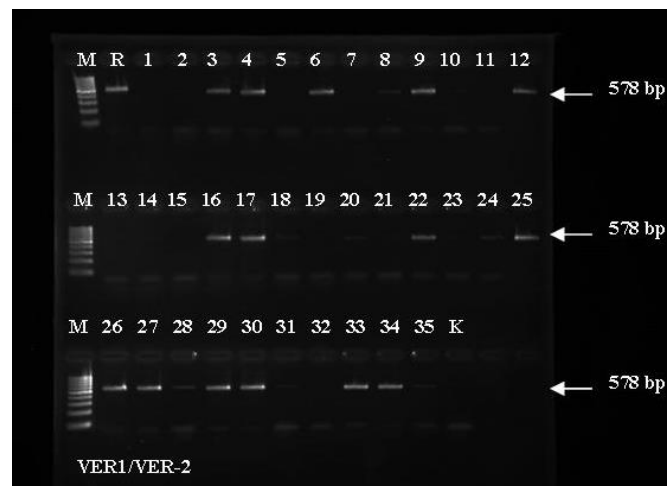 M R 1 2 3 4 5 6 7 8 9 10 11 12
578 bp
M 13 14 15 16 17 18 19 20 21 22 23 24 25
578 bp
M 26 27 28 29 30 31 32 33 34 35 K
578 bp
VER1/VER-2